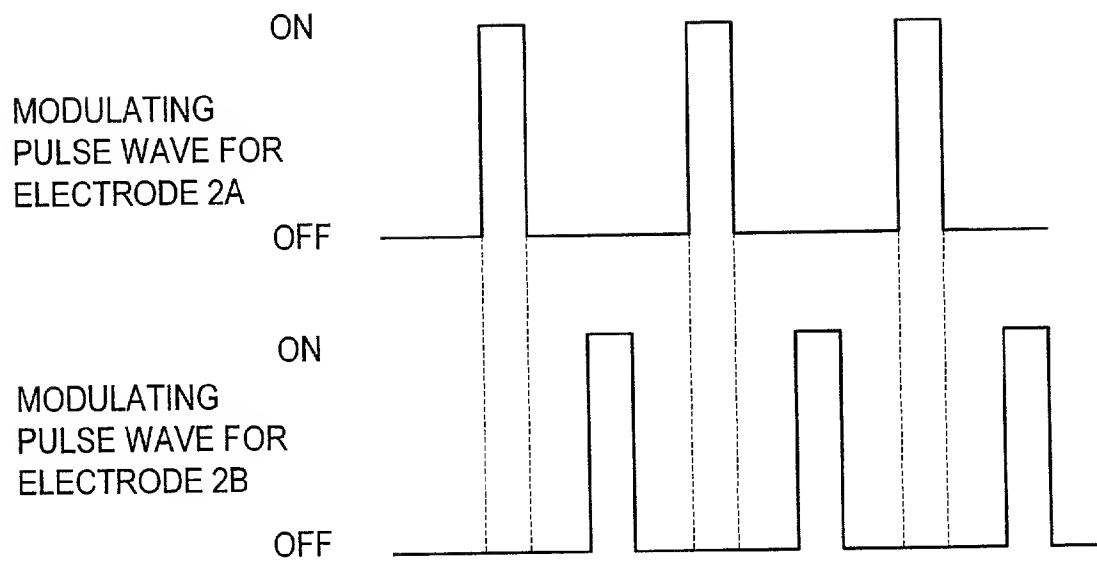 ON
MODULATING
PULSE WAVE FOR
ELECTRODE 2A
OFF
ON
MODULATING
PULSE WAVE FOR
ELECTRODE 2B
OFF